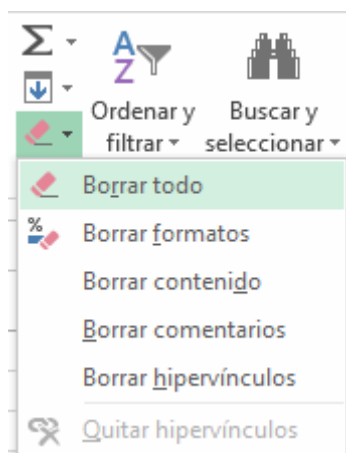 Σ
A
Z
Ordenar y
filtrar
Buscar y
seleccionar
Borrar todo
%
Borrar formatos
Borrar contenido
Borrar comentarios
Borrar hipervínculos
Quitar hipervínculos